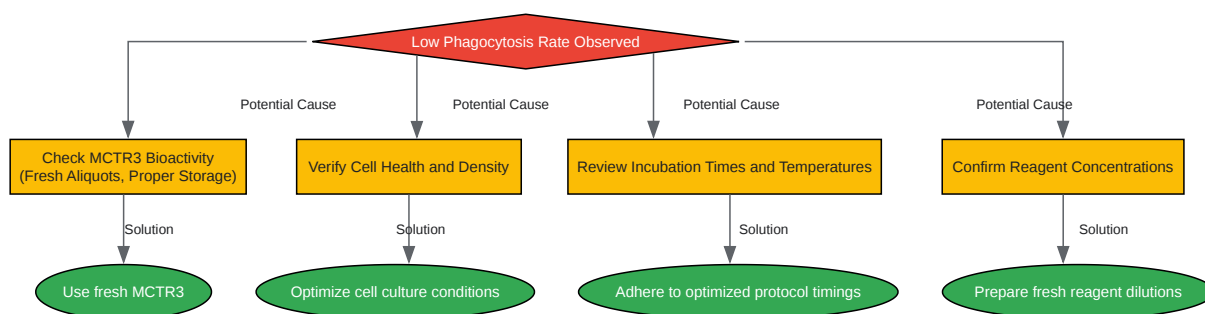 Low Phagocytosis Rate Observed
Potential Cause
Potential Cause
Potential Cause
Potential Cause
Check MCTR3 Bioactivity
(Fresh Aliquots, Proper Storage)
Verify Cell Health and Density
Review Incubation Times and Temperatures
Confirm Reagent Concentrations
Solution
Solution
Solution
Solution
Use fresh MCTR3
Optimize cell culture conditions
Adhere to optimized protocol timings
Prepare fresh reagent dilutions